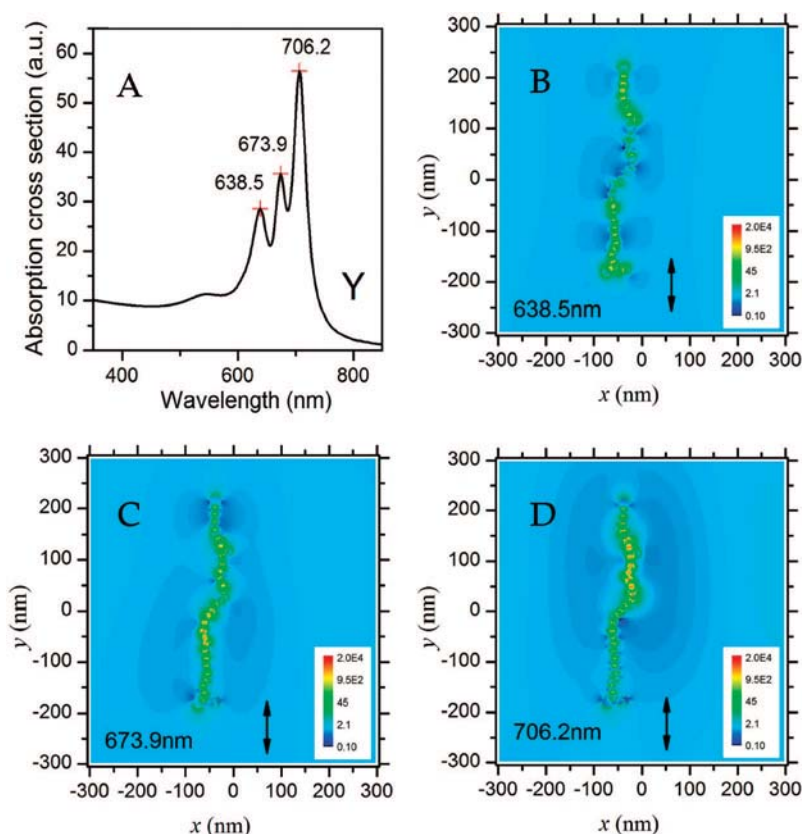 A
706.2
673.9
638.5
Y
Absorption cross section (a.u.)
60
50
40
30
20
10
0
400 600 800
Wavelength (nm)
B
y (nm)
300
200
100
0
-100
-200
-300
2.0E4
9.5E2
45
2.1
0.10
638.5nm
-300 -200 -100 0 100 200 300
x (nm)
C
y (nm)
300
200
100
0
-100
-200
-300
2.0E4
9.5E2
45
2.1
0.10
673.9nm
-300 -200 -100 0 100 200 300
x (nm)
D
y (nm)
300
200
100
0
-100
-200
-300
2.0E4
9.5E2
45
2.1
0.10
706.2nm
-300 -200 -100 0 100 200 300
x (nm)